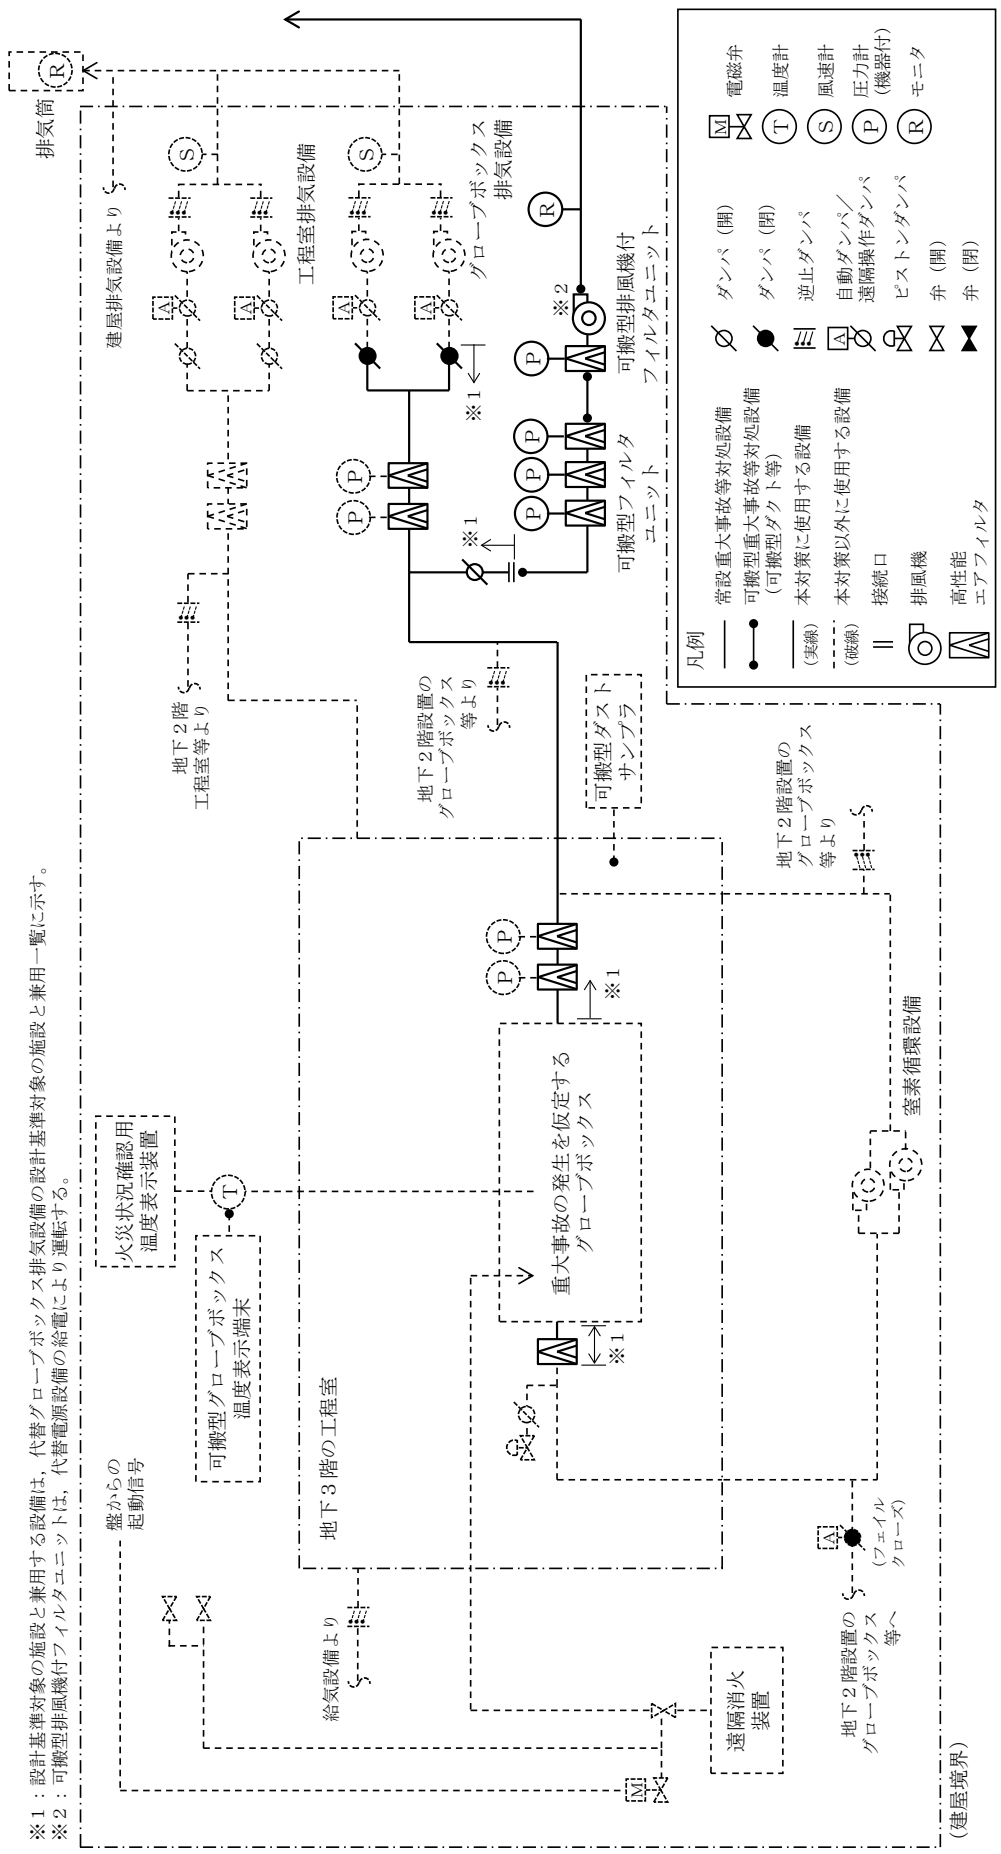 ※1：設計基準対象の施設と兼用する設備は，代替グローブボックス排気設備の設計基準対象の施設と兼用一覧に示す。
※2：可搬型排風機付フィルタユニットは，代替電源設備の給電により運転する。
盤からの
起動信号
火災状況確認用
温度表示装置
T
可搬型グローブボックス
温度表示端末
地下３階の工程室
給気設備より
重大事故の発生を仮定する
グローブボックス
※1
※1
P
P
遠隔消火
装置
M
地下２階設置の
グローブボックス
等へ
A
（フェイル
クローズ）
窒素循環設備
地下２階設置の
グローブボックス
等より
可搬型ダスト
サンプラ
地下２階設置の
グローブボックス
等より
地下２階
工程室等より
建屋排気設備より
排気筒
R
A
A
S
工程室排気設備
A
A
S
グローブボックス
排気設備
※1
P
P
※1
P
P
P
可搬型フィルタ
ユニット
P
※2
可搬型排風機付
フィルタユニット
R
（建屋境界）
凡例
常設重大事故等対処設備
可搬型重大事故等対処設備
（可搬型ダクト等）
（実線）
本対策に使用する設備
（破線）
本対策以外に使用する設備
接続口
排風機
高性能
エアフィルタ
ダンパ（開）
ダンパ（閉）
逆止ダンパ
A
自動ダンパ／
遠隔操作ダンパ
ピストンダンパ
弁（開）
弁（閉）
M
電磁弁
T
温度計
S
風速計
P
圧力計
（機器付）
R
モニタ